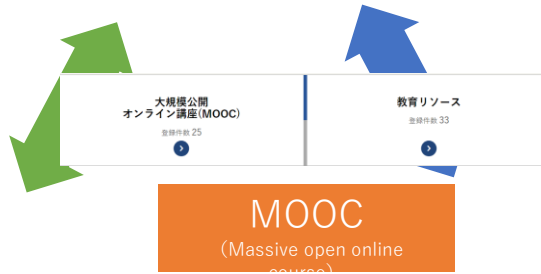 大規模公開
オンライン講座(MOOC)
登録件数 25
教育リソース
登録件数 33
MOOC
(Massive open online
course)